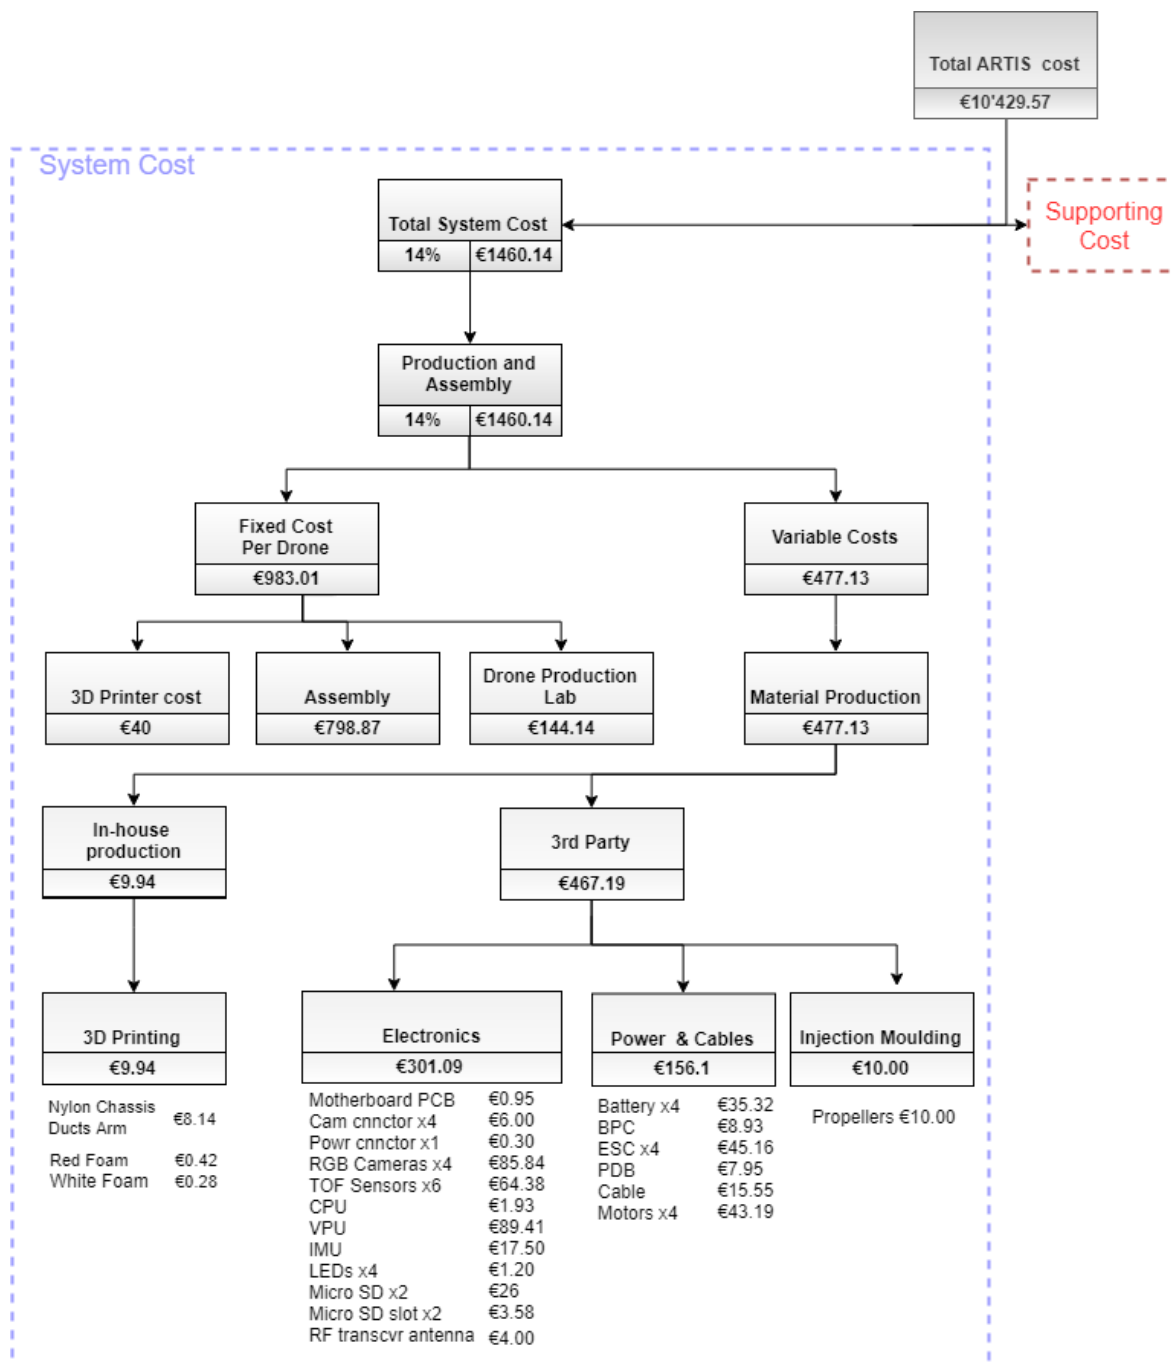 Total ARTIS cost
€10'429.57
System Cost
Supporting
Cost
Total System Cost
14% €1460.14
Production and
Assembly
14% €1460.14
Fixed Cost
Per Drone
€983.01
Variable Costs
€477.13
3D Printer cost
€40
Assembly
€798.87
Drone Production
Lab
€144.14
Material Production
€477.13
In-house
production
€9.94
3rd Party
€467.19
3D Printing
€9.94
Nylon Chassis
Ducts Arm
€8.14
Red Foam €0.42
White Foam €0.28
Electronics
€301.09
Motherboard PCB €0.95
Cam cnnctor x4 €6.00
Powr cnnctor x1 €0.30
RGB Cameras x4 €85.84
TOF Sensors x6 €64.38
CPU €1.93
VPU €89.41
IMU €17.50
LEDs x4 €1.20
Micro SD x2 €26
Micro SD slot x2 €3.58
RF transcvr antenna €4.00
Power & Cables
€156.1
Battery x4 €35.32
BPC €8.93
ESC x4 €45.16
PDB €7.95
Cable €15.55
Motors x4 €43.19
Injection Moulding
€10.00
Propellers €10.00